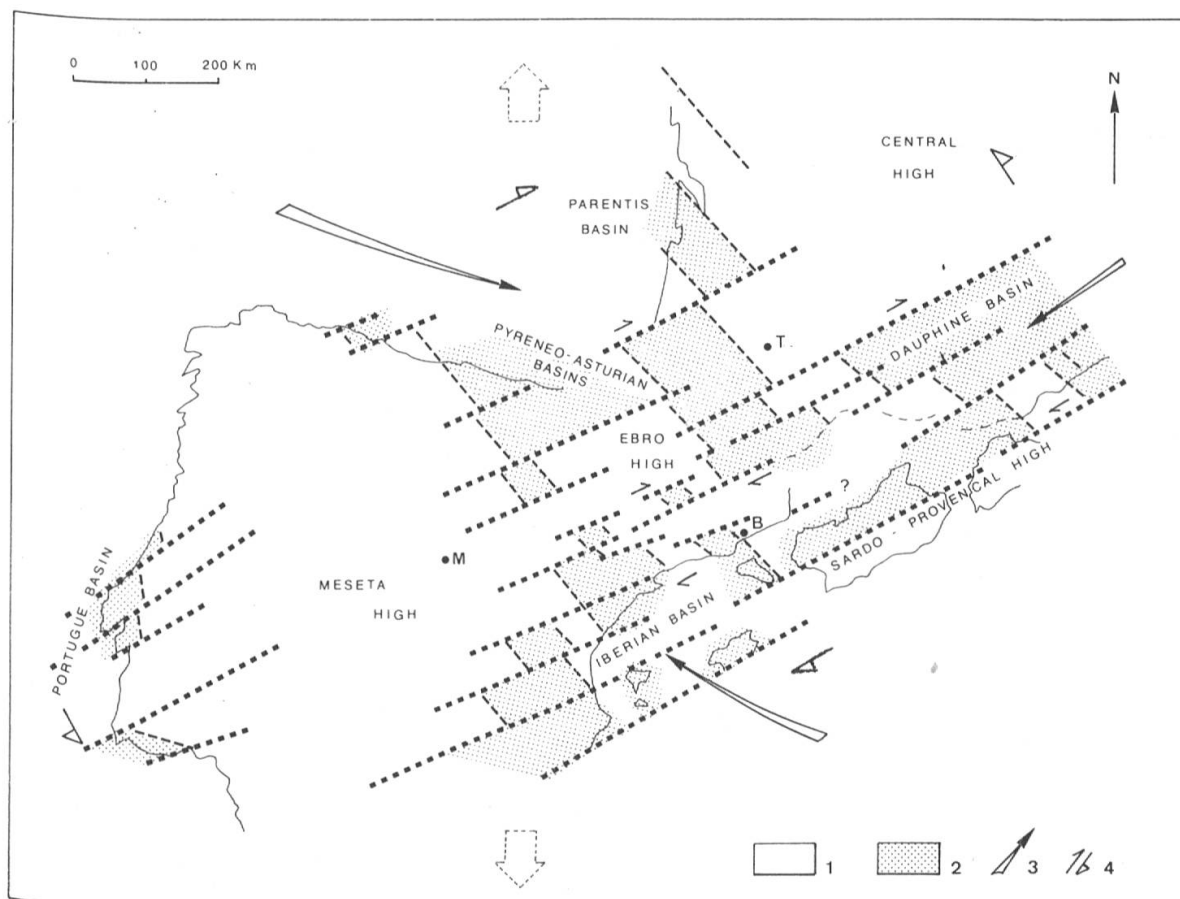 0 100 200 Km
N
CENTRAL
HIGH
PARENTIS
BASIN
DAUPHINE BASIN
PYRENEO-ASTURIAN
BASINS
T
EBRO
HIGH
?
B
SARDO - PROVENCAL HIGH
M
MESETA
HIGH
IBERIAN BASIN
PORTUGUE BASIN
1
2
3
4